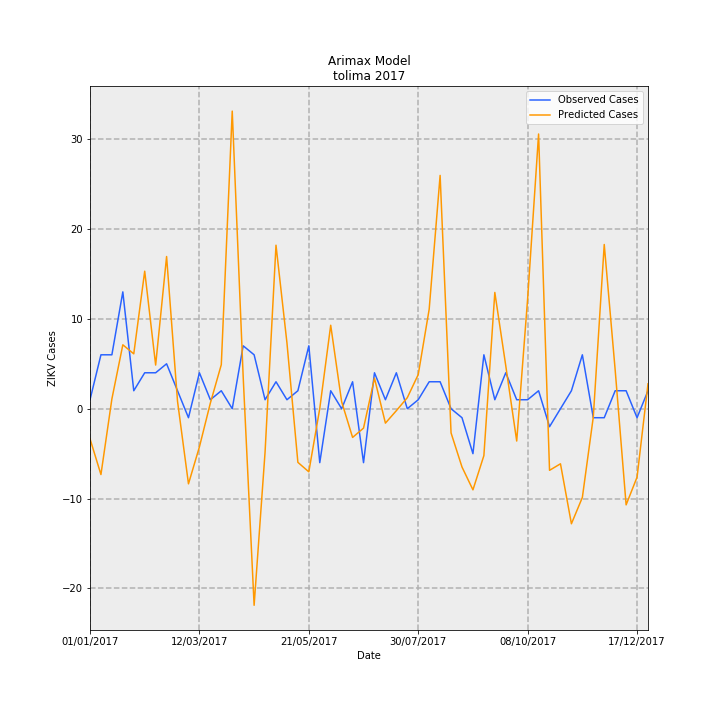 Arimax Model
tolima 2017
Observed Cases
Predicted Cases
ZIKV Cases
30
20
10
0
−10
−20
01/01/2017 12/03/2017 21/05/2017 30/07/2017 08/10/2017 17/12/2017
Date